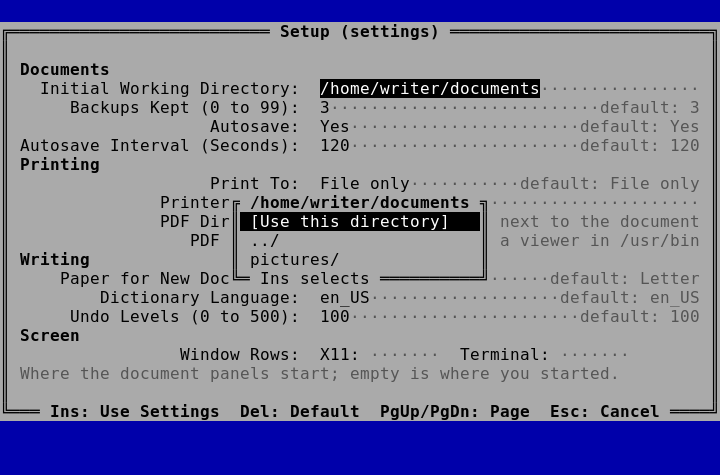 Setup (settings)
Documents
Initial Working Directory: /home/writer/documents
Backups Kept (0 to 99): 3 default: 3
Autosave: Yes default: Yes
Autosave Interval (Seconds): 120 default: 120
Printing
Print To: File only default: File only
Printer /home/writer/documents
PDF Dir [Use this directory] next to the document
PDF ../ a viewer in /usr/bin
Writing pictures/
Paper for New Doc Ins selects default: Letter
Dictionary Language: en_US default: en_US
Undo Levels (0 to 500): 100 default: 100
Screen
Window Rows: X11: Terminal:
Where the document panels start; empty is where you started.
Ins: Use Settings Del: Default PgUp/PgDn: Page Esc: Cancel